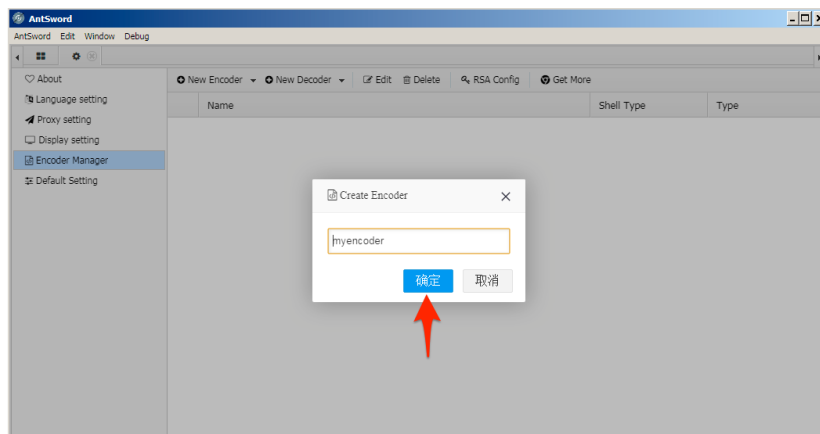 AntSword
AntSword Edit Window Debug
About
Language setting
Proxy setting
Display setting
Encoder Manager
Default Setting
New Encoder New Decoder Edit Delete RSA Config Get More
Name Shell Type Type
Create Encoder
myencoder
确定 取消